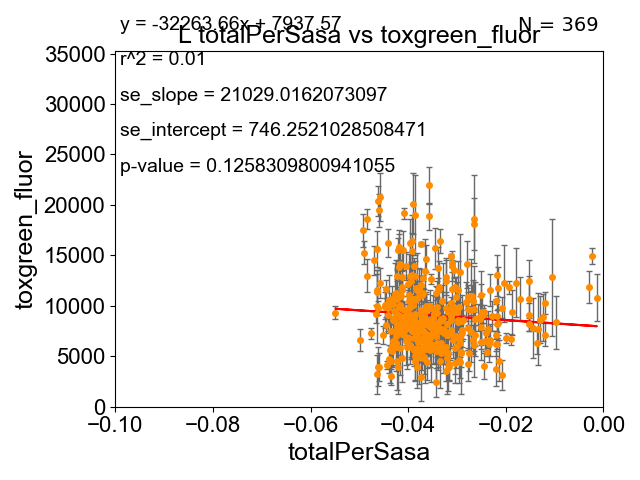 y = -32263.66x + 7937.57
N = 369
L totalPerSasa vs toxgreen_fluor
r^2 = 0.01
se_slope = 21029.0162073097
se_intercept = 746.2521028508471
p-value = 0.1258309800941055
toxgreen_fluor
35000
30000
25000
20000
15000
10000
5000
0
−0.10 −0.08 −0.06 −0.04 −0.02 0.00
totalPerSasa